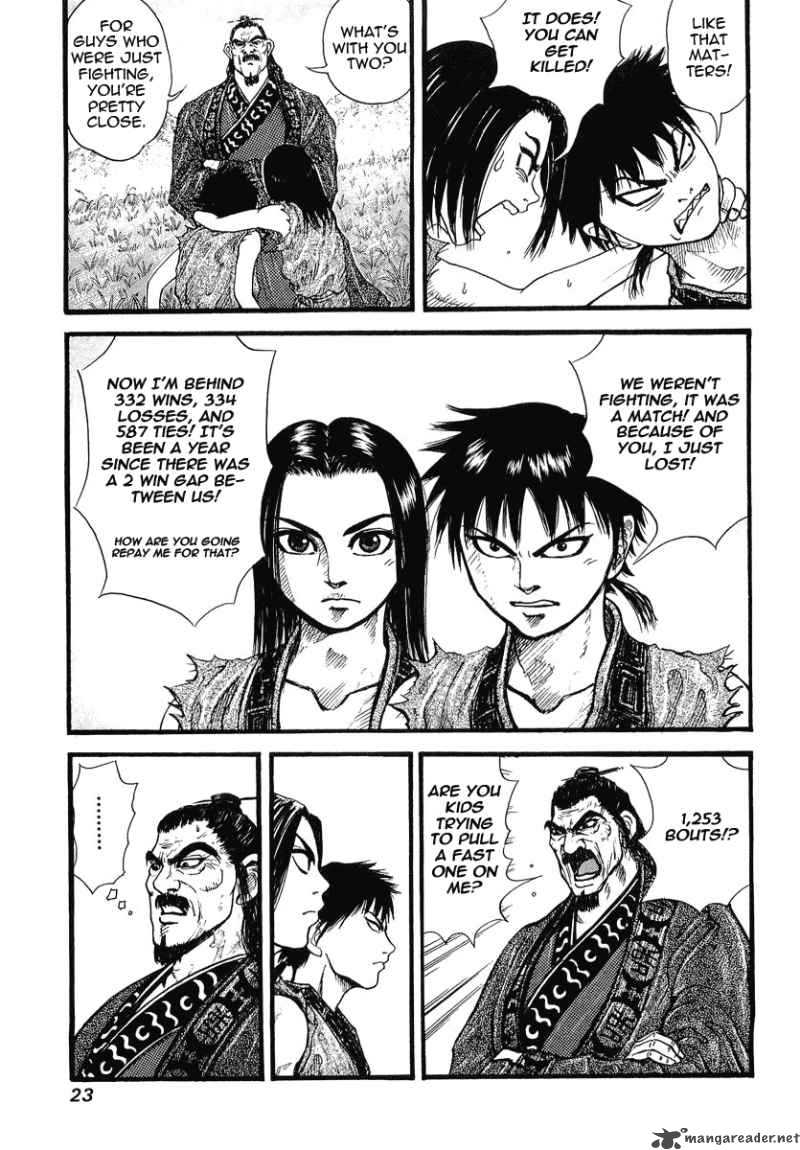 LIKE
THAT
MAT-
TERS!
IT DOES!
YOU CAN
GET
KILLED!
WHAT'S
WITH YOU
TWO?
FOR
GUYS WHO
WERE JUST
FIGHTING,
YOU'RE
PRETTY
CLOSE.
WE WEREN'T
FIGHTING, IT WAS
A MATCH! AND
BECAUSE OF
YOU, I JUST
LOST!
NOW I'M BEHIND
332 WINS, 334
LOSSES, AND
587 TIES! IT'S
BEEN A YEAR
SINCE THERE WAS
A 2 WIN GAP BE-
TWEEN US!
HOW ARE YOU GOING
REPAY ME FOR THAT?
1,253
BOUTS!?
ARE YOU
KIDS
TRYING
TO PULL
A FAST
ONE ON
ME?
.........
23
mangareader.net